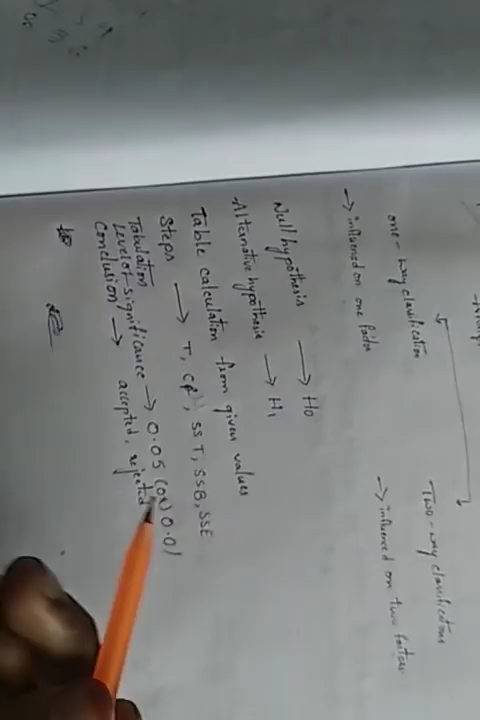 one-way classification
Two-way classifications
→ influenced on one factor
→ influenced on two factors
Null hypothesis → H0
Alternative hypothesis → H1
Table calculation from given values
Steps → T, CF, SST, SSB, SSE
Tabulation
Level of significance → 0.05 (or) 0.01
Conclusion → accepted, rejected